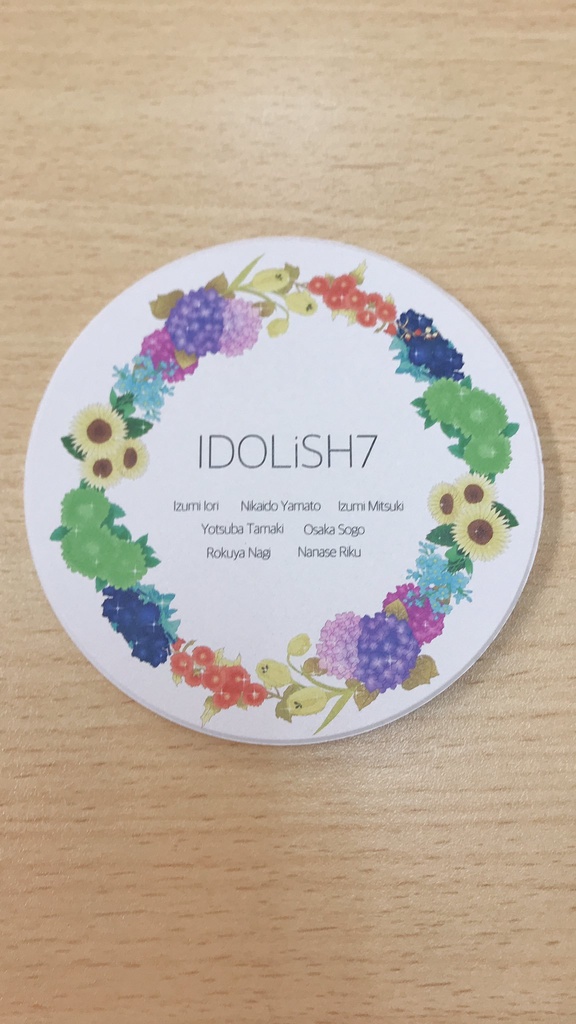 IDOLiSH7
Izumi Iori Nikaido Yamato Izumi Mitsuki
Yotsuba Tamaki Osaka Sogo
Rokuya Nagi Nanase Riku